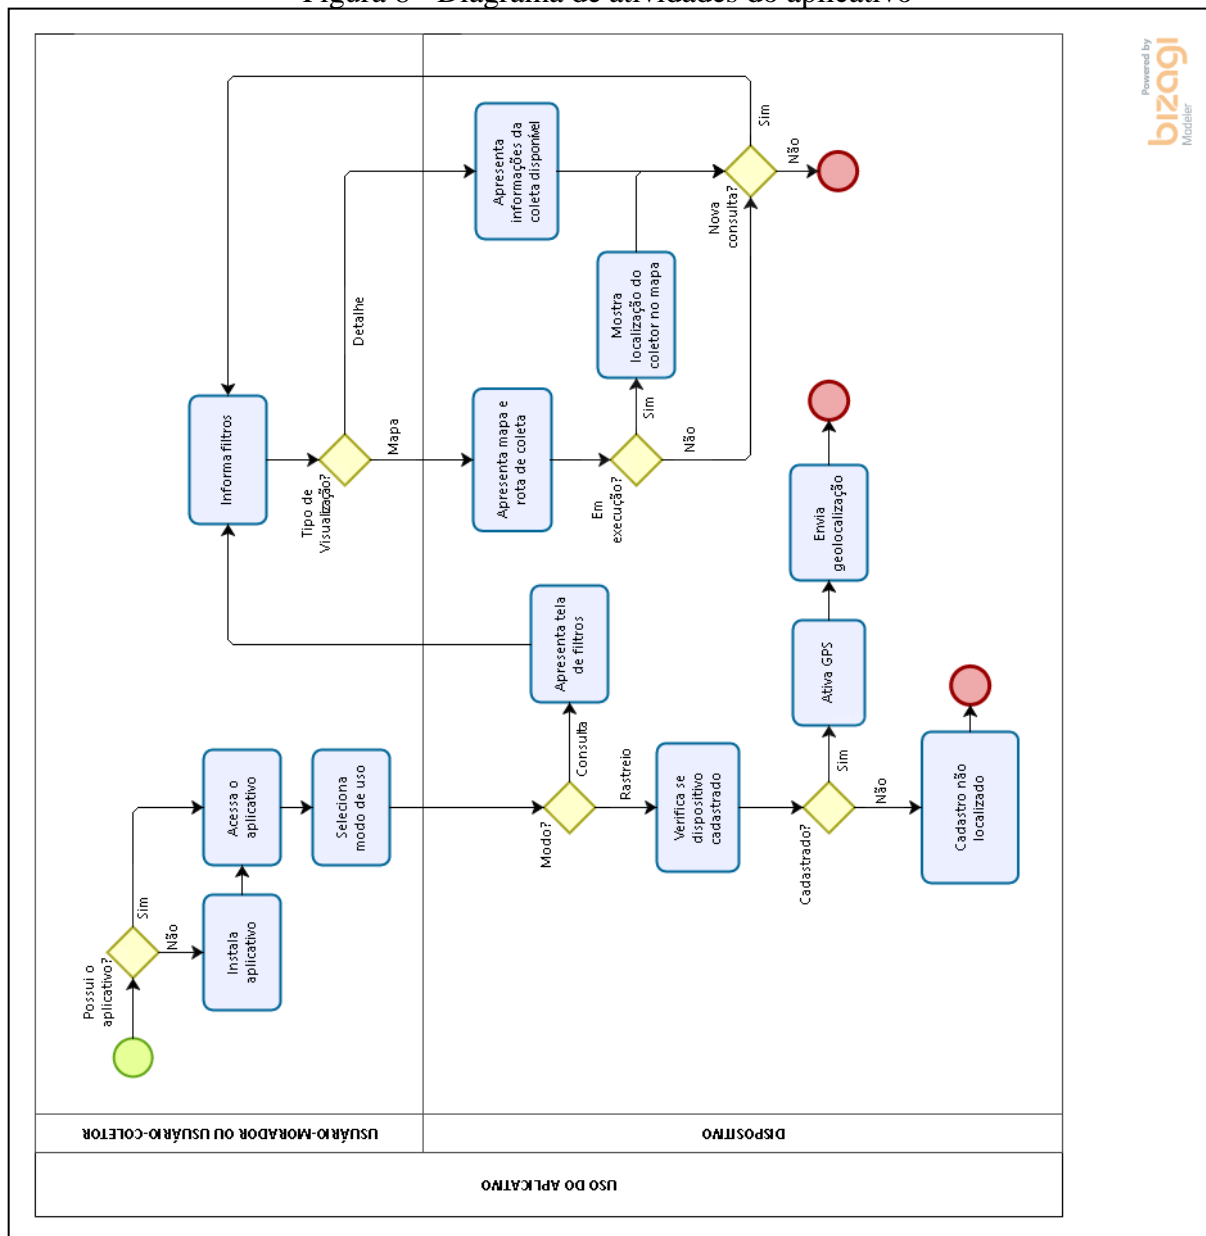 Figura 6 - Diagrama de atividades do aplicativo
Powered by
bizagi
Modeler
USO DO APLICATIVO
USUÁRIO-MORADOR OU USUÁRIO-COLETOR
DISPOSITIVO
Possui o
aplicativo?
Sim
Não
Instala
aplicativo
Acessa o
aplicativo
Seleciona
modo de uso
Modo?
Consulta
Rastreio
Apresenta tela
de filtros
Verifica se
dispositivo
cadastrado
Cadastrado?
Sim
Não
Ativa GPS
Envia
geolocalização
Cadastro não
localizado
Informa filtros
Tipo de
Visualização?
Detalhe
Mapa
Apresenta mapa e
rota de coleta
Em
execução?
Sim
Não
Mostra
localização do
coletor no mapa
Apresenta
informações da
coleta disponível
Nova
consulta?
Sim
Não